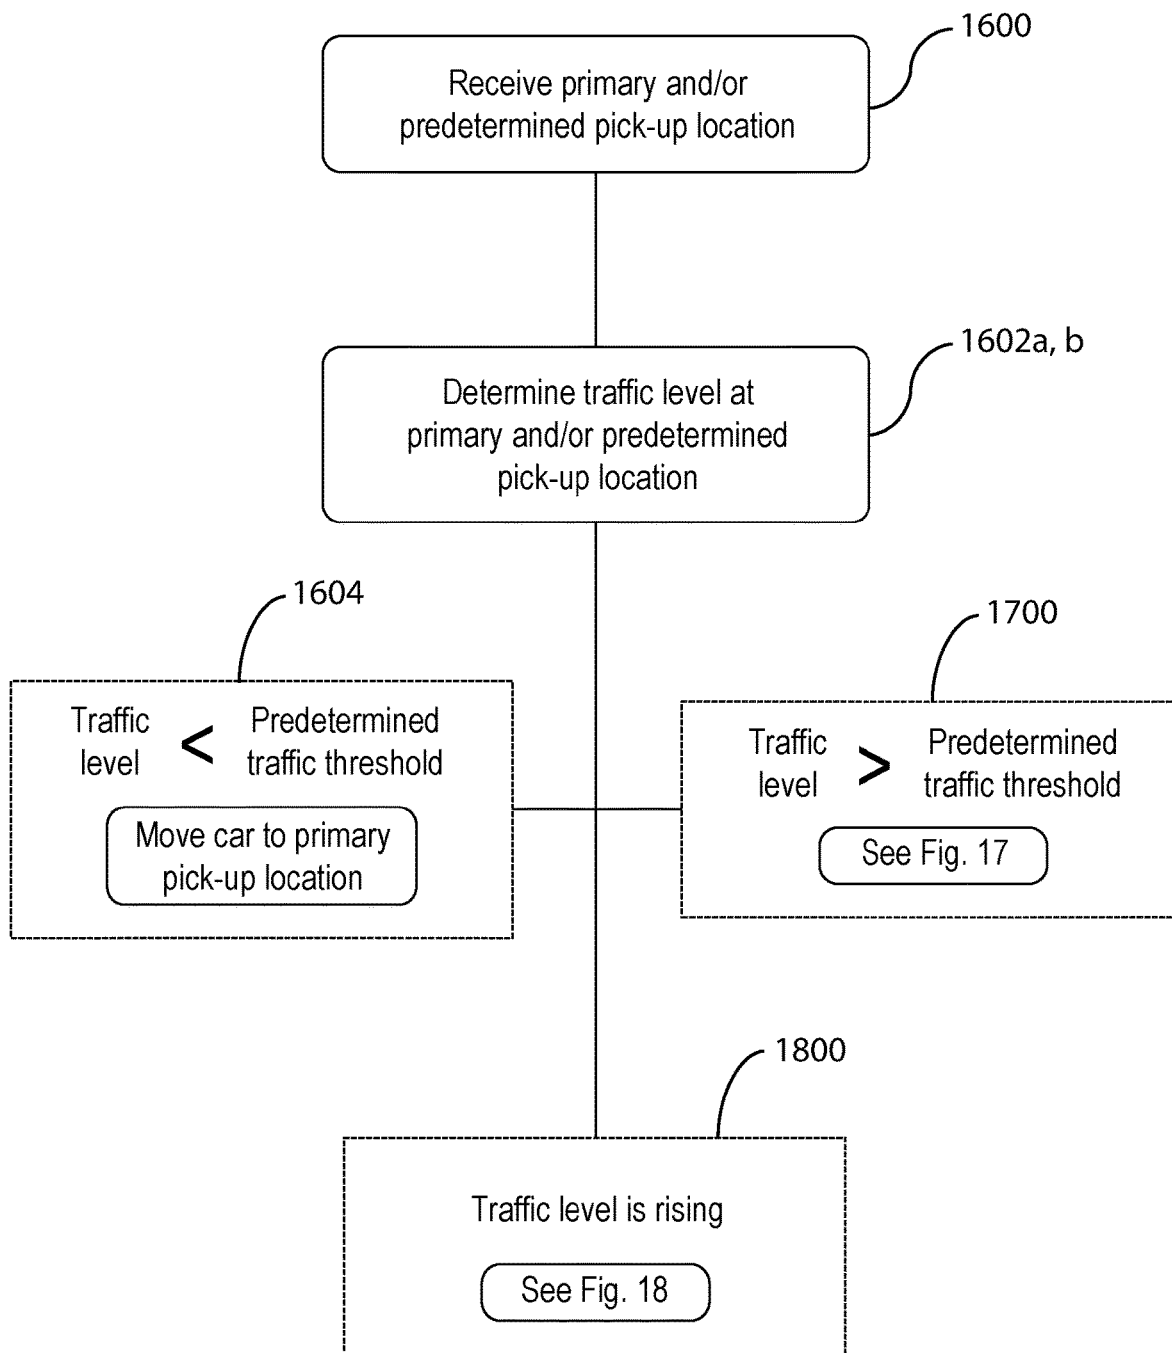 1600
Receive primary and/or
predetermined pick-up location
1602a, b
Determine traffic level at
primary and/or predetermined
pick-up location
1604
Traffic
level
<
Predetermined
traffic threshold
Move car to primary
pick-up location
1700
Traffic
level
>
Predetermined
traffic threshold
See Fig. 17
1800
Traffic level is rising
See Fig. 18